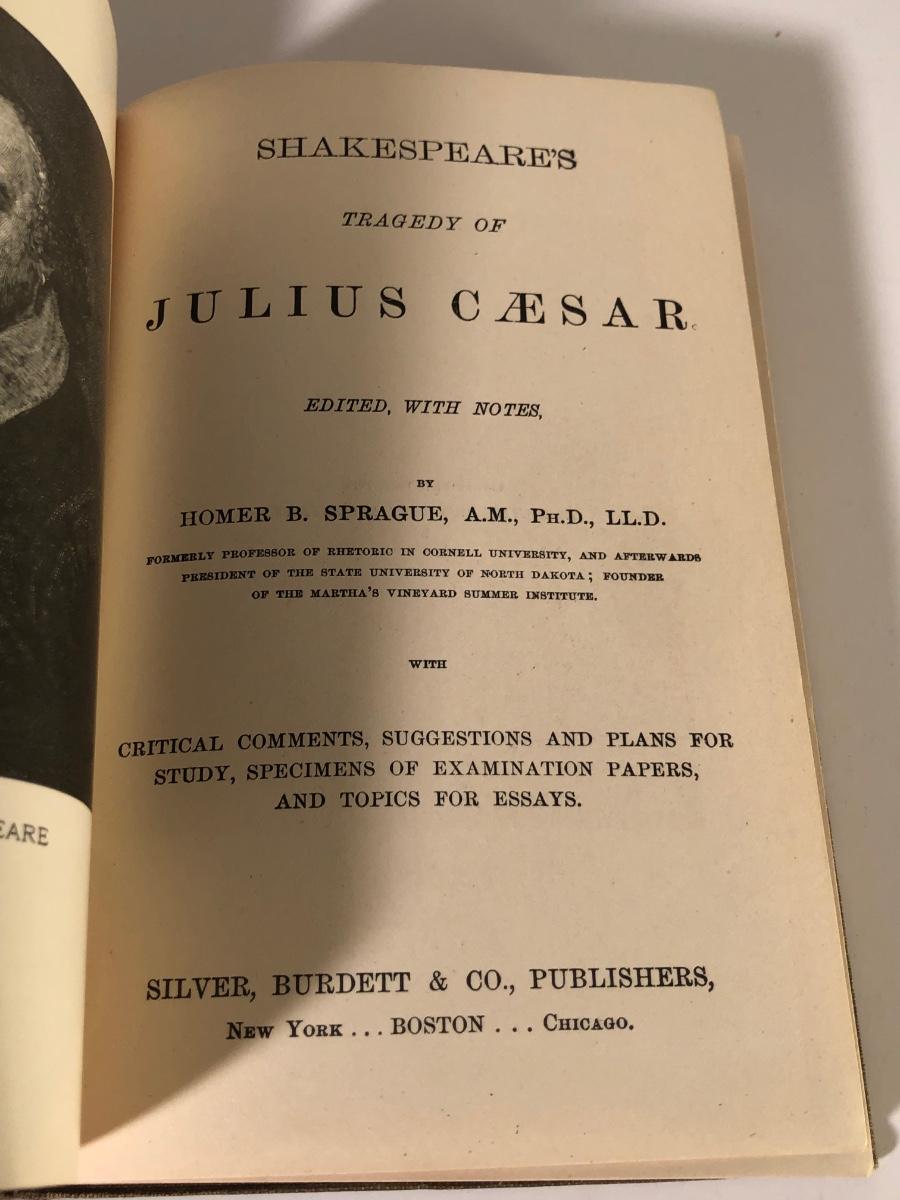 EARE
SHAKESPEARE'S
TRAGEDY OF
JULIUS CÆSAR.
EDITED, WITH NOTES,
BY
HOMER B. SPRAGUE, A.M., PH.D., LL.D.
FORMERLY PROFESSOR OF RHETORIC IN CORNELL UNIVERSITY, AND AFTERWARDS
PRESIDENT OF THE STATE UNIVERSITY OF NORTH DAKOTA; FOUNDER
OF THE MARTHA'S VINEYARD SUMMER INSTITUTE.
WITH
CRITICAL COMMENTS, SUGGESTIONS AND PLANS FOR
STUDY, SPECIMENS OF EXAMINATION PAPERS,
AND TOPICS FOR ESSAYS.
SILVER, BURDETT & CO., PUBLISHERS,
NEW YORK ... BOSTON ... CHICAGO.